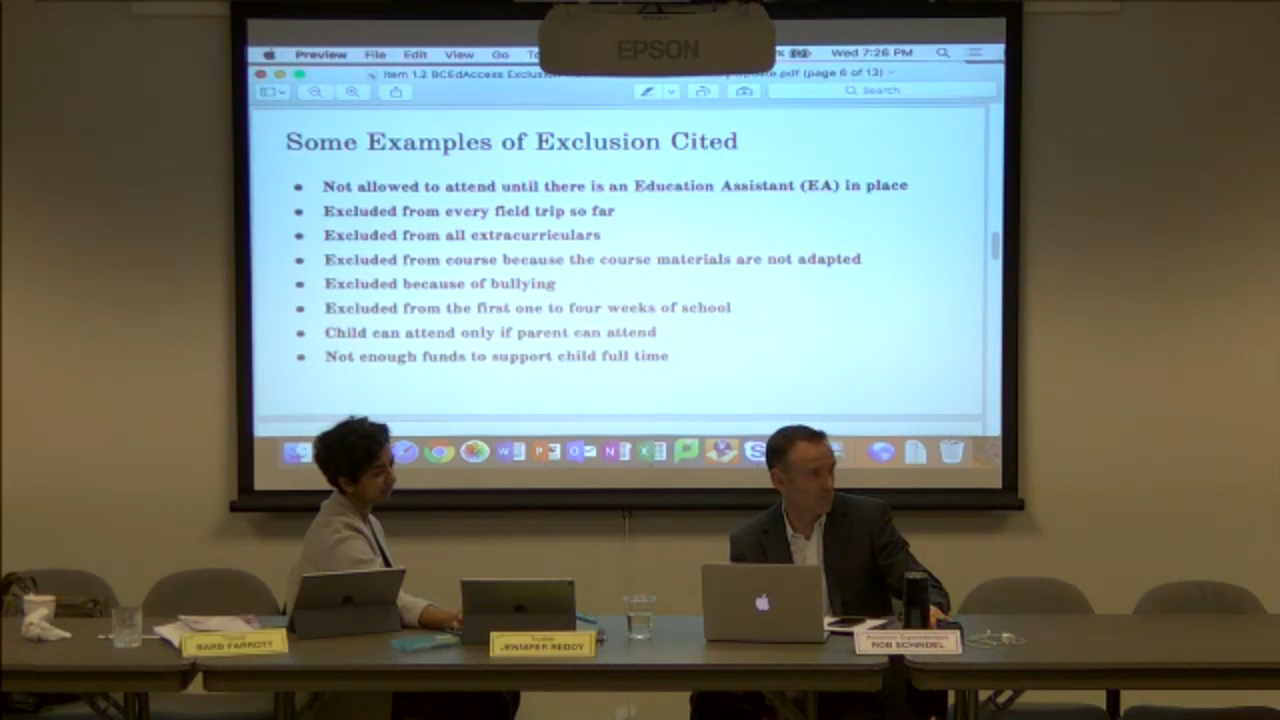 EPSON
Preview File Edit View Go
Wed 7:26 PM
Item 1.2 BCEdAccess
.pdf (page 6 of 13)
Search
Some Examples of Exclusion Cited
Not allowed to attend until there is an Education Assistant (EA) in place
Excluded from every field trip so far
Excluded from all extracurriculars
Excluded from course because the course materials are not adapted
Excluded because of bullying
Excluded from the first one to four weeks of school
Child can attend only if parent can attend
Not enough funds to support child full time
Trustee
BARB PARROTT
Trustee
JENNIFER REDDY
Associate Superintendent
ROB SCHINDEL